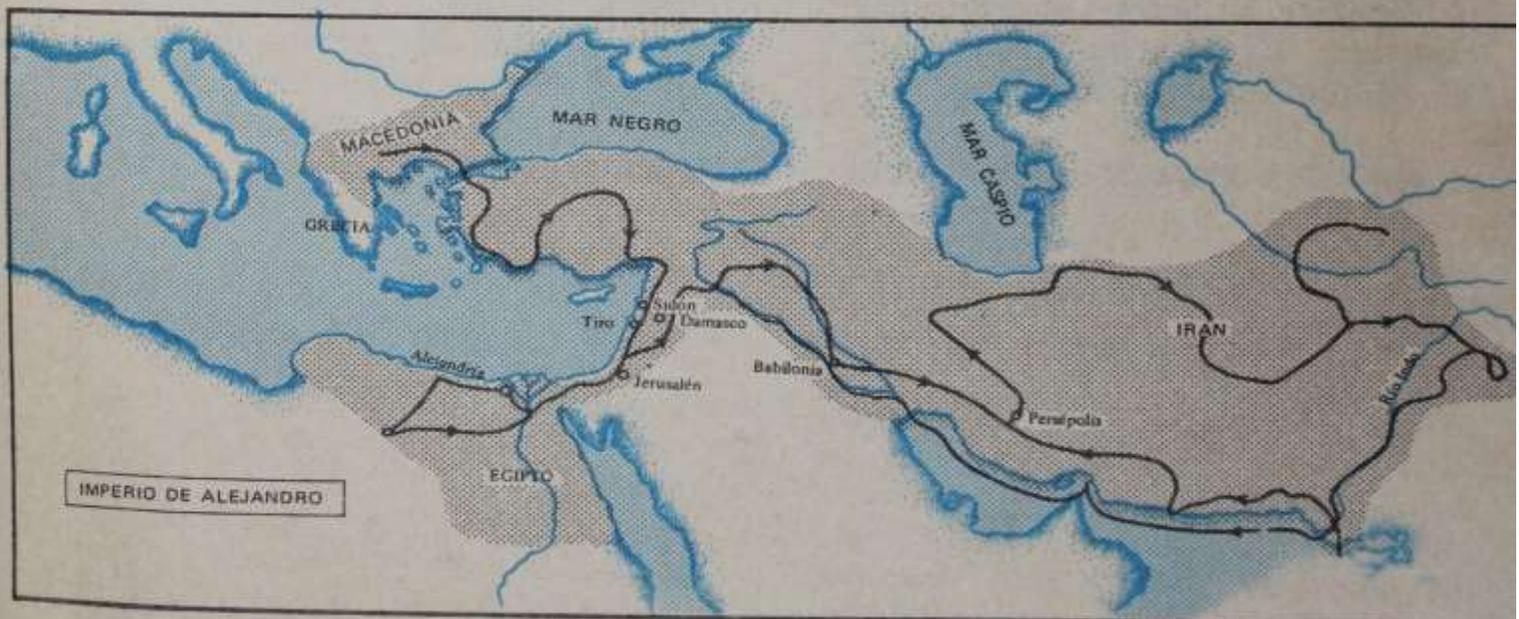 MACEDONIA
MAR NEGRO
MAR CASPIO
GRECIA
Sidón
Tiro
Damasco
IRAN
Alejandría
Jerusalén
Babilonia
Río Indo
Persépolis
EGIPTO
IMPERIO DE ALEJANDRO